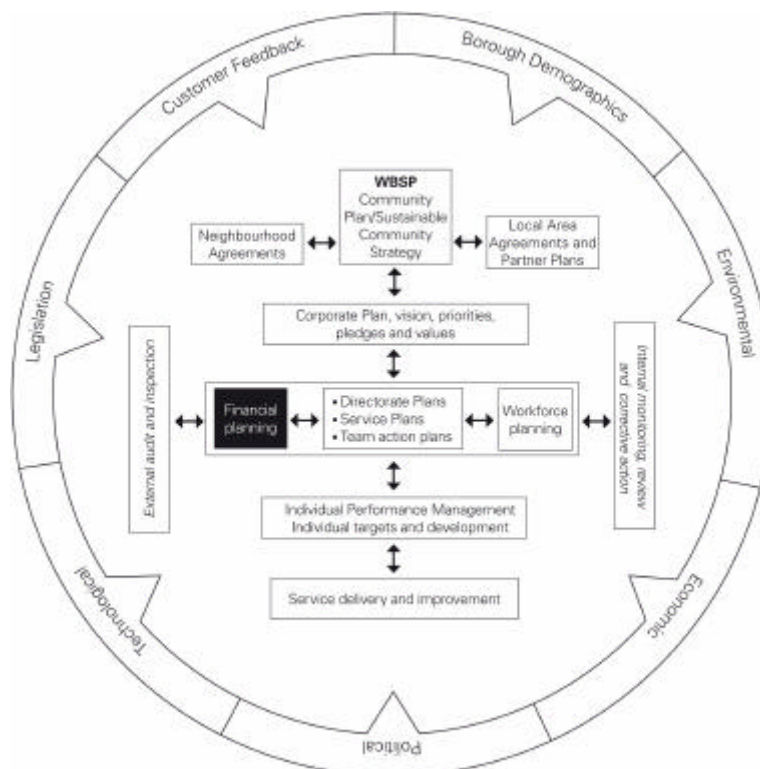 Customer Feedback
Borough Demographics
Environmental
Economic
Political
Technological
Legislation
WBSP
Community
Plan/Sustainable
Community
Strategy
Neighbourhood
Agreements
Local Area
Agreements and
Partner Plans
Corporate Plan, vision, priorities,
pledges and values
External audit and inspection
Financial
planning
• Directorate Plans
• Service Plans
• Team action plans
Workforce
planning
Internal monitoring, review
and corrective action
Individual Performance Management
Individual targets and development
Service delivery and improvement